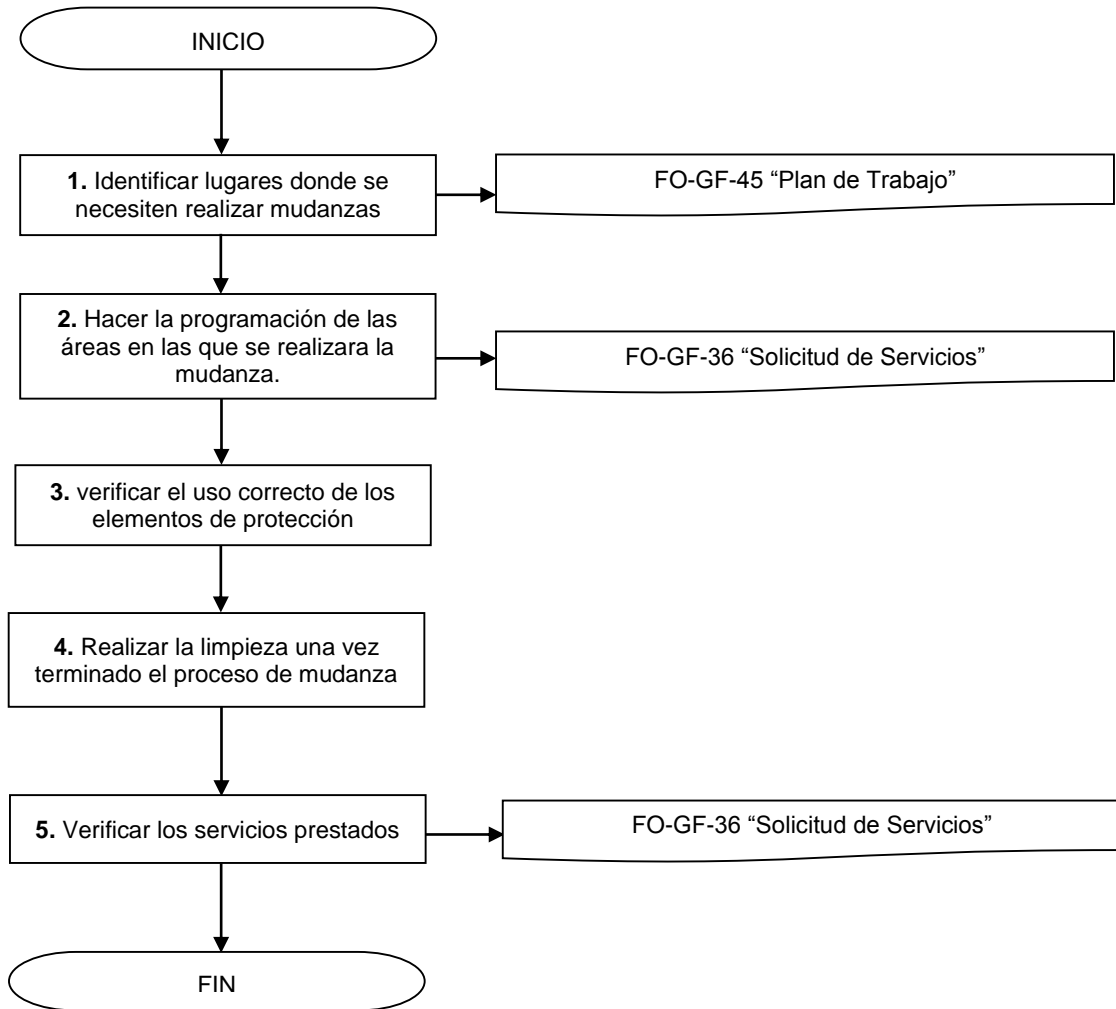 INICIO
1. Identificar lugares donde se
necesiten realizar mudanzas
FO-GF-45 “Plan de Trabajo”
2. Hacer la programación de las
áreas en las que se realizara la
mudanza.
FO-GF-36 “Solicitud de Servicios”
3. verificar el uso correcto de los
elementos de protección
4. Realizar la limpieza una vez
terminado el proceso de mudanza
5. Verificar los servicios prestados
FO-GF-36 “Solicitud de Servicios”
FIN